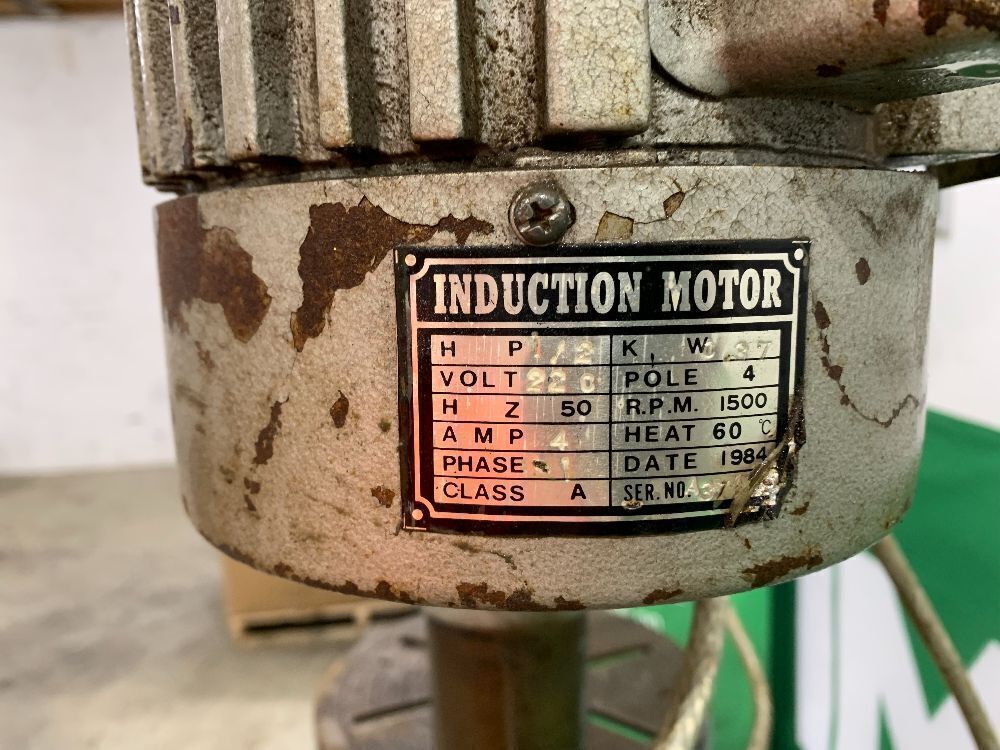 INDUCTION MOTOR
H P 1/2 K, W 0.37
VOLT 220 POLE 4
H Z 50 R.P.M. 1500
A M P 4 HEAT 60 °C
PHASE 1 DATE 1984
CLASS A SER. NO.